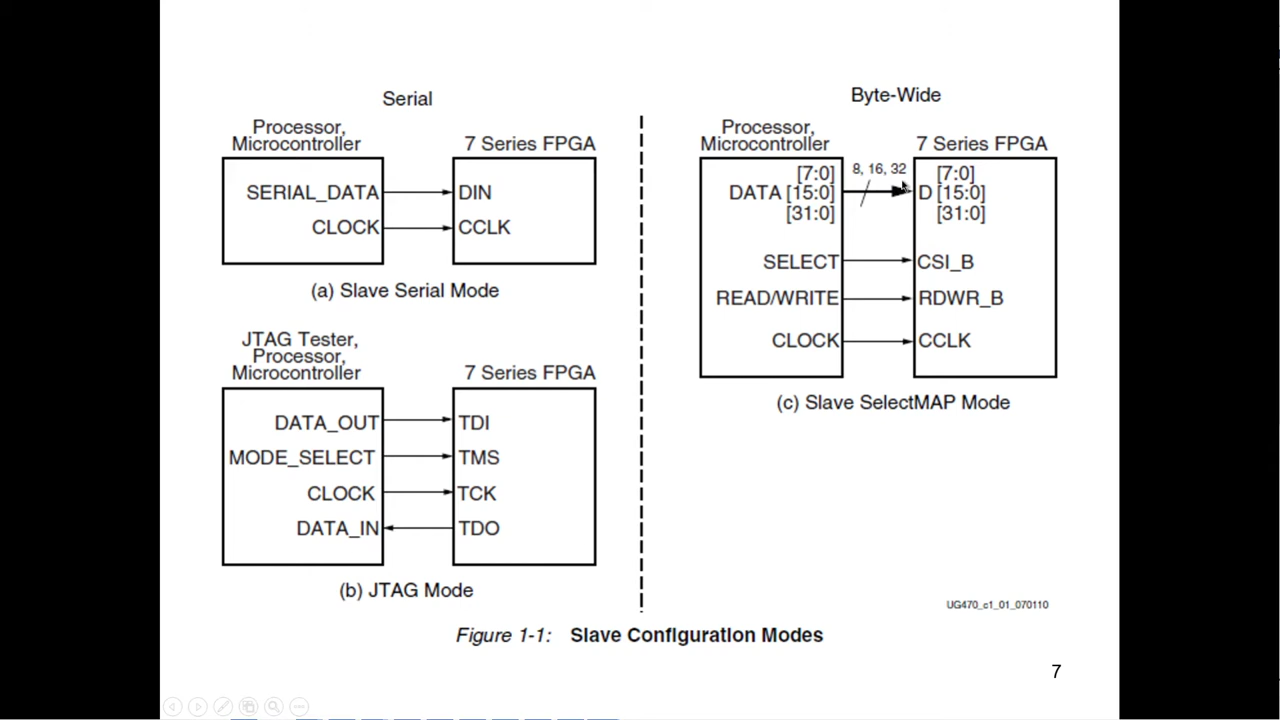 Serial
Processor,
Microcontroller
7 Series FPGA
SERIAL_DATA
DIN
CLOCK
CCLK
(a) Slave Serial Mode
JTAG Tester,
Processor,
Microcontroller
7 Series FPGA
DATA_OUT
TDI
MODE_SELECT
TMS
CLOCK
TCK
DATA_IN
TDO
(b) JTAG Mode
Byte-Wide
Processor,
Microcontroller
7 Series FPGA
[7:0]
DATA [15:0]
[31:0]
8, 16, 32
[7:0]
D [15:0]
[31:0]
SELECT
CSI_B
READ/WRITE
RDWR_B
CLOCK
CCLK
(c) Slave SelectMAP Mode
UG470_c1_01_070110
Figure 1-1: Slave Configuration Modes
7